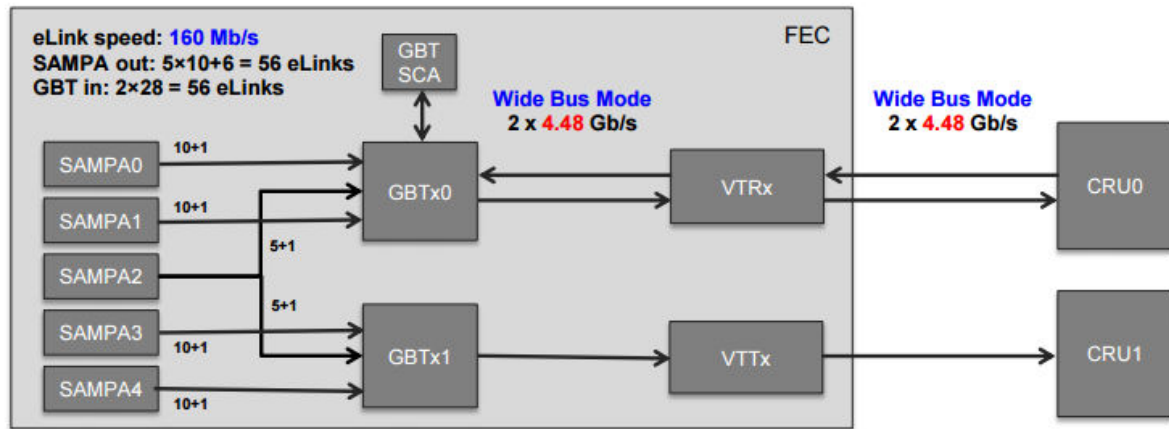 eLink speed: 160 Mb/s
SAMPA out: 5×10+6 = 56 eLinks
GBT in: 2×28 = 56 eLinks
GBT
SCA
FEC
Wide Bus Mode
2 x 4.48 Gb/s
Wide Bus Mode
2 x 4.48 Gb/s
SAMPA0
10+1
GBTx0
VTRx
CRU0
SAMPA1
10+1
5+1
SAMPA2
5+1
SAMPA3
10+1
GBTx1
VTTx
CRU1
SAMPA4
10+1